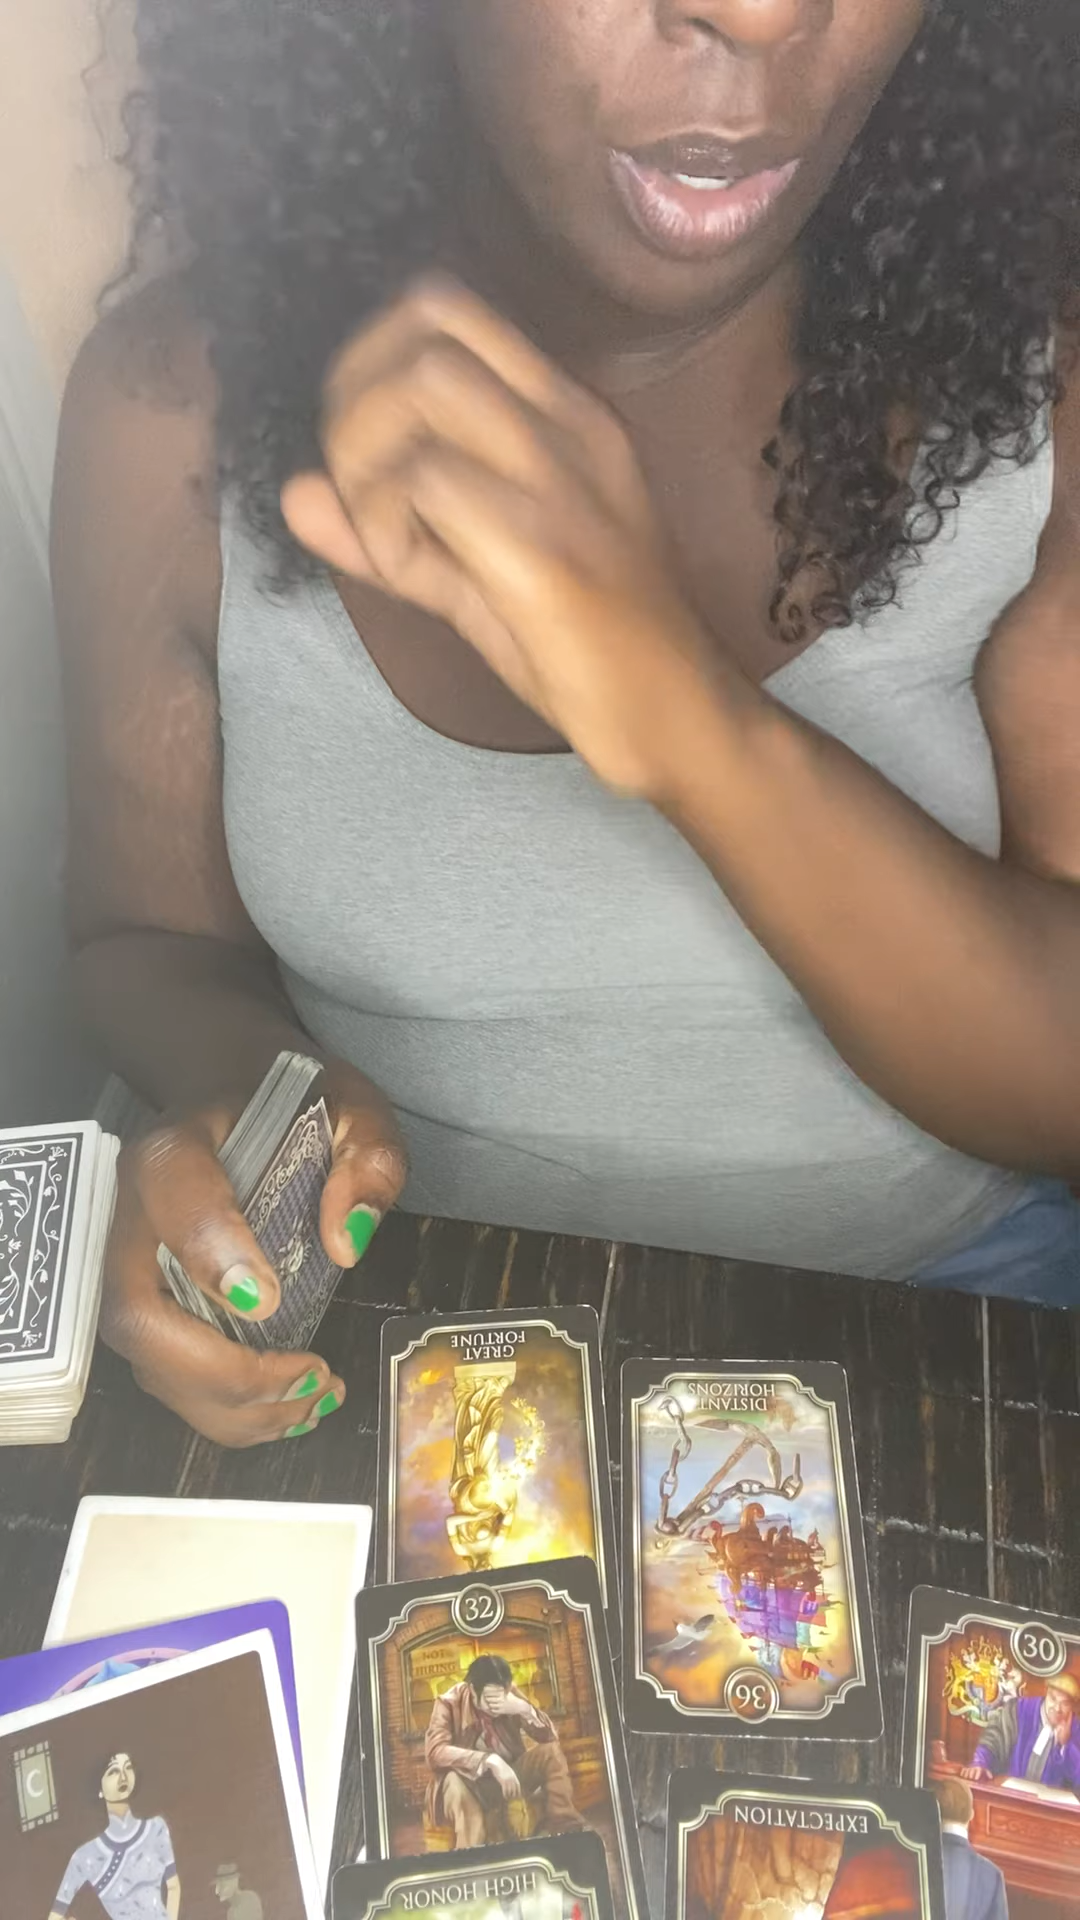 GREAT
FORTUNE
DISTANT
HORIZONS
32
NOT
HIRING
36
30
EXPECTATION
HIGH HONOR